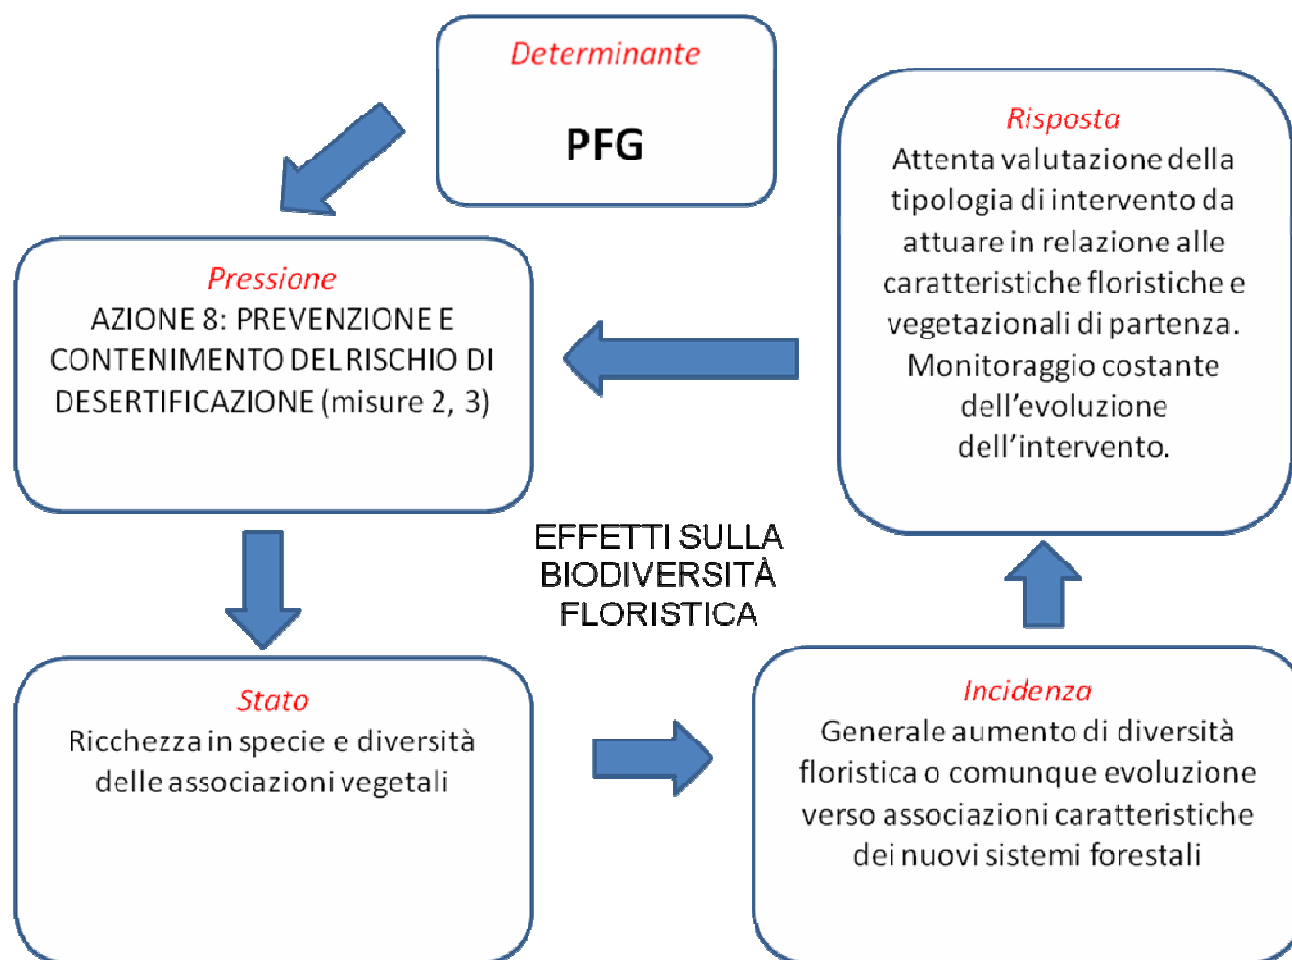 Determinante
PFG
Pressione
AZIONE 8: PREVENZIONE E
CONTENIMENTO DEL RISCHIO DI
DESERTIFICAZIONE (misure 2, 3)
Risposta
Attenta valutazione della
tipologia di intervento da
attuare in relazione alle
caratteristiche floristiche e
vegetazionali di partenza.
Monitoraggio costante
dell’evoluzione
dell’intervento.
EFFETTI SULLA
BIODIVERSITÀ
FLORISTICA
Stato
Ricchezza in specie e diversità
delle associazioni vegetali
Incidenza
Generale aumento di diversità
floristica o comunque evoluzione
verso associazioni caratteristiche
dei nuovi sistemi forestali